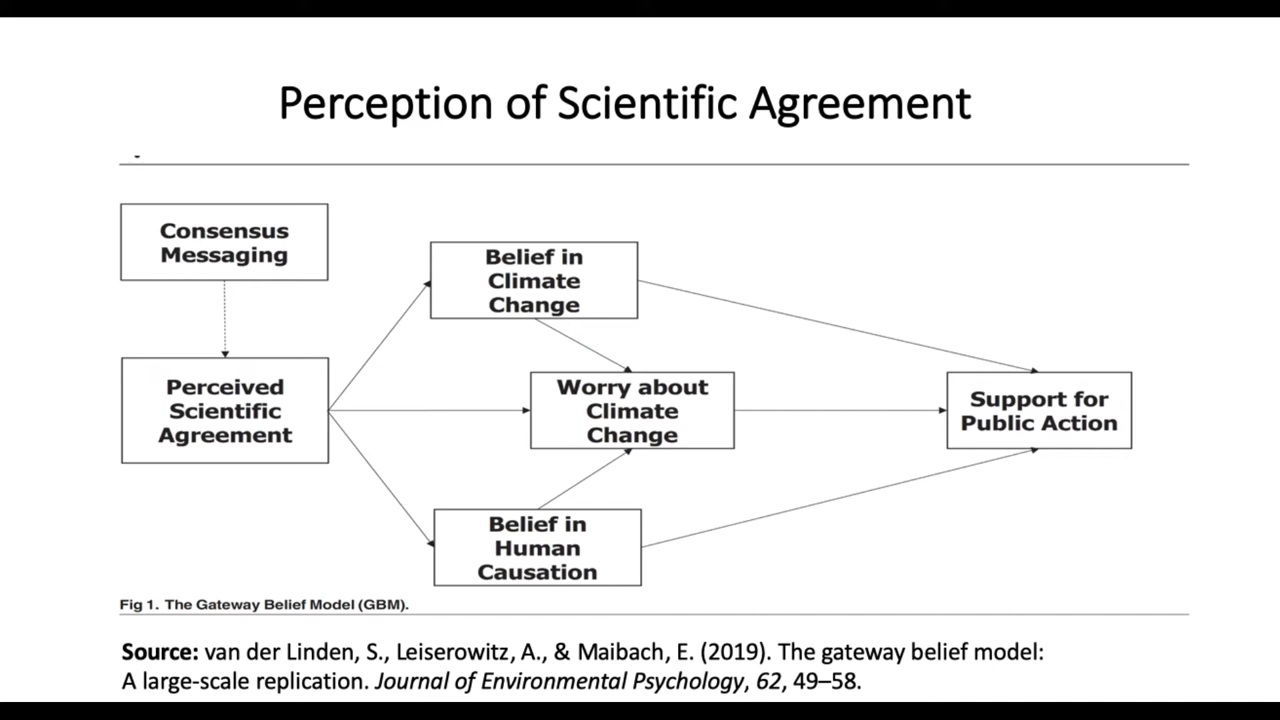 Perception of Scientific Agreement
Consensus
Messaging
Belief in
Climate
Change
Perceived
Scientific
Agreement
Worry about
Climate
Change
Support for
Public Action
Belief in
Human
Causation
Fig 1. The Gateway Belief Model (GBM).
Source: van der Linden, S., Leiserowitz, A., & Maibach, E. (2019). The gateway belief model:
A large-scale replication. Journal of Environmental Psychology, 62, 49–58.